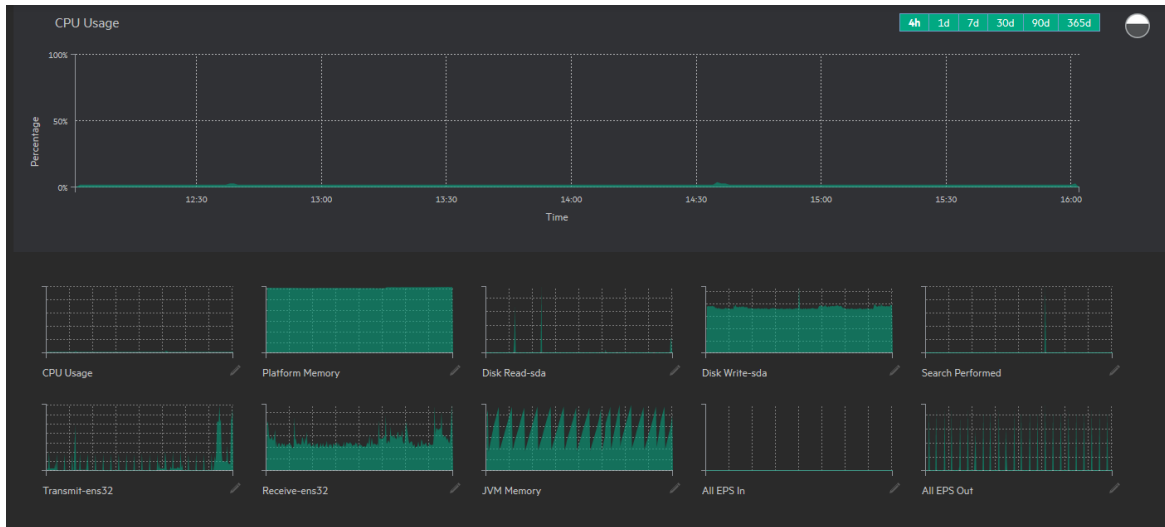 CPU Usage
4h 1d 7d 30d 90d 365d
100%
50%
0%
Percentage
12:30 13:00 13:30 14:00 14:30 15:00 15:30 16:00
Time
CPU Usage Platform Memory Disk Read-sda Disk Write-sda Search Performed
Transmit-ens32 Receive-ens32 JVM Memory All EPS In All EPS Out